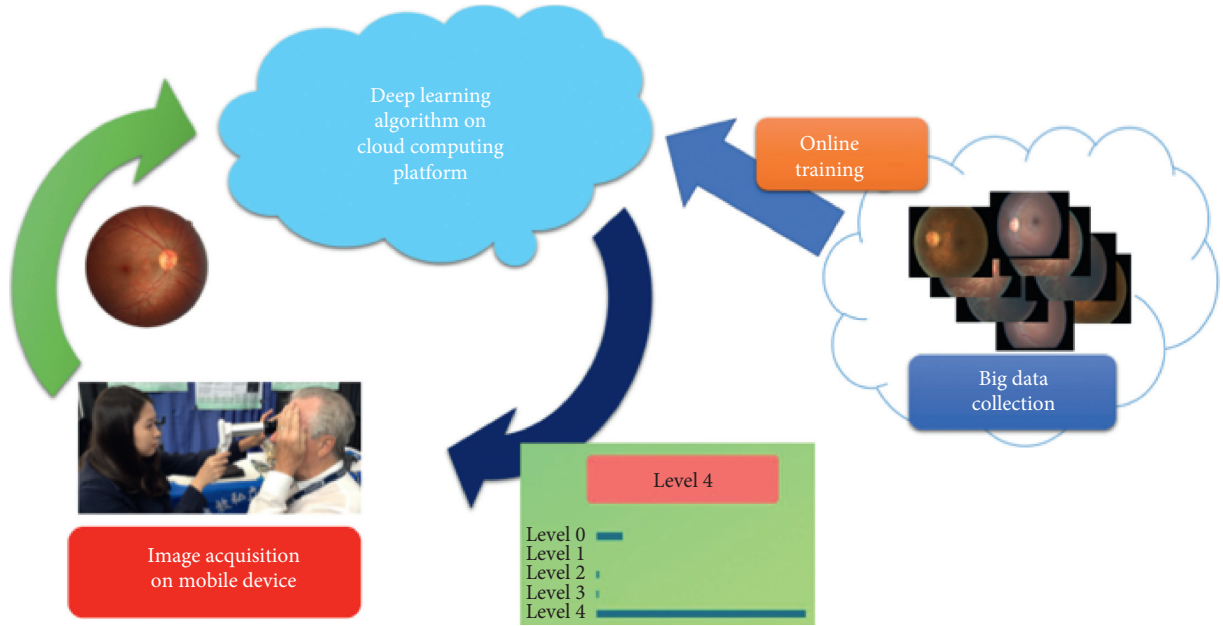 Deep learning
algorithm on
cloud computing
platform
Online
training
Big data
collection
Image acquisition
on mobile device
Level 4
Level 0
Level 1
Level 2
Level 3
Level 4